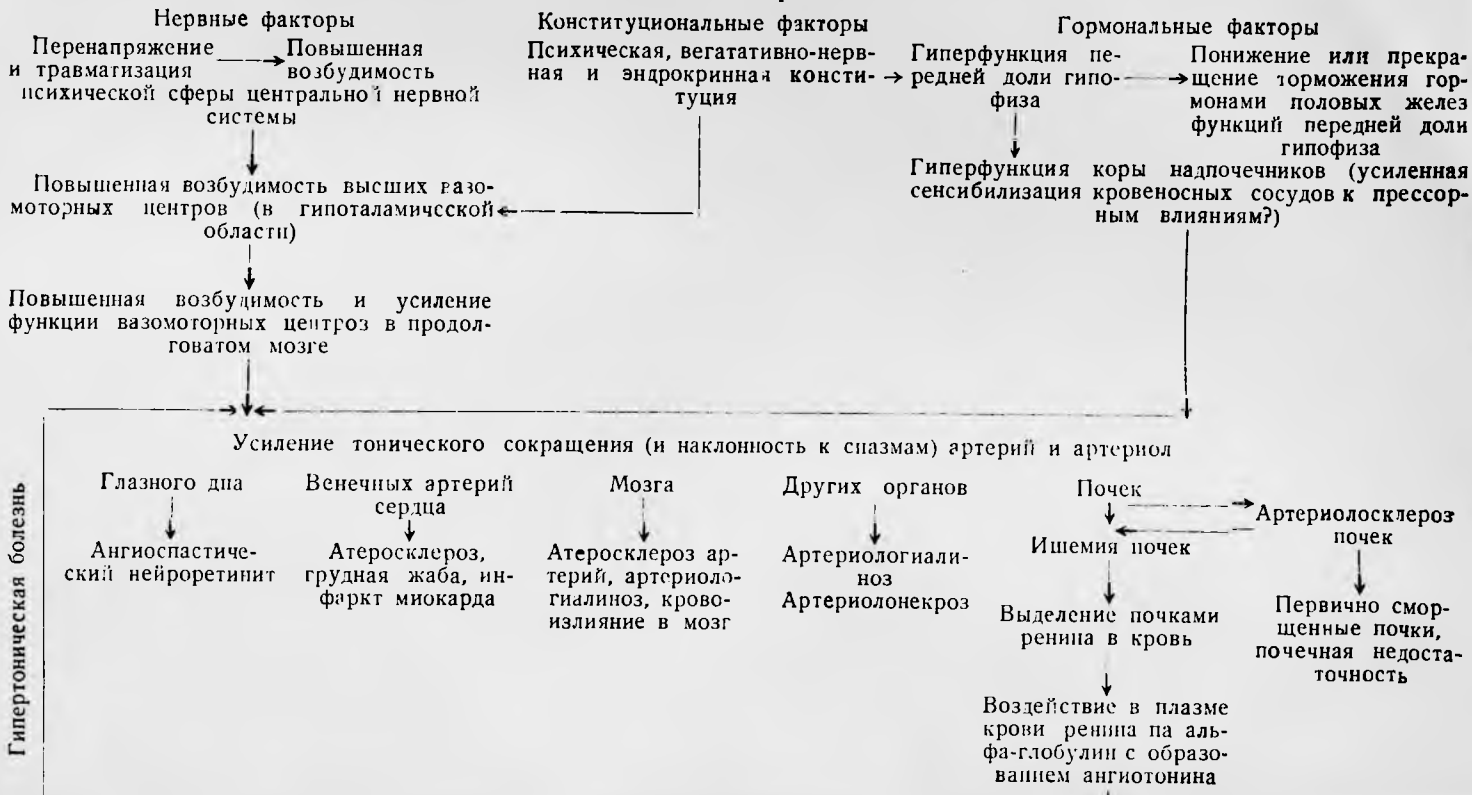 Нервные факторы
Перенапряжение
и травматизация
Повышенная
возбудимость
психической сферы центральной нервной
системы
Повышенная возбудимость высших вазо-
моторных центров (в гипоталамической
области)
Повышенная возбудимость и усиление
функции вазомоторных центров в продол-
говатом мозге
Конституциональные факторы
Психическая, вегатативно-нерв-
ная и эндрокринная консти-
туция
Гормональные факторы
Гиперфункция пе-
редней доли гипо-
физа
Понижение или прекра-
щение торможения гор-
монами половых желез
функций передней доли
гипофиза
Гиперфункция коры надпочечников (усиленная
сенсибилизация кровеносных сосудов к прессор-
ным влияниям?)
Гипертоническая болезнь
Усиление тонического сокращения (и наклонность к спазмам) артерий и артериол
Глазного дна
Ангиоспастиче-
ский нейроретинит
Венечных артерий
сердца
Атеросклероз,
грудная жаба, ин-
фаркт миокарда
Мозга
Атеросклероз ар-
терий, артериоло-
гиалиноз, крово-
излияние в мозг
Других органов
Артериологиали-
ноз
Артериолонекроз
Почек
Ишемия почек
Выделение почками
ренина в кровь
Воздействие в плазме
крови ренина на аль-
фа-глобулин с образо-
ванием ангиотонина
Артериолосклероз
почек
Первично смор-
щенные почки,
почечная недоста-
точность